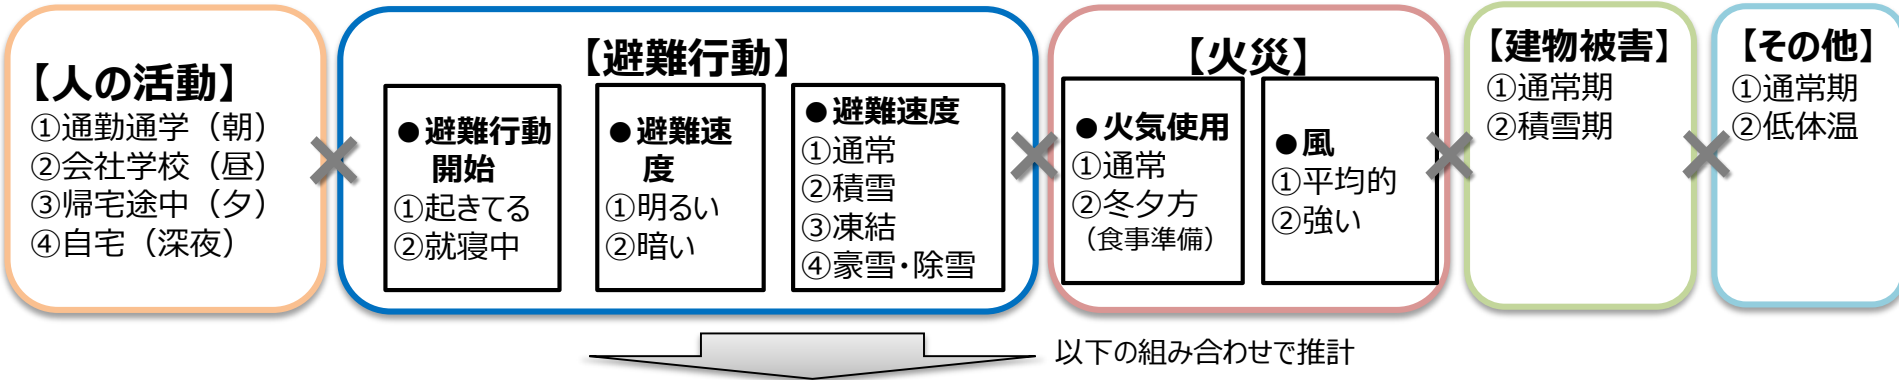 【人の活動】
①通勤通学（朝）
②会社学校（昼）
③帰宅途中（夕）
④自宅（深夜）
×
【避難行動】
●避難行動
開始
①起きてる
②就寝中
●避難速
度
①明るい
②暗い
●避難速度
①通常
②積雪
③凍結
④豪雪・除雪
×
【火災】
●火気使用
①通常
②冬夕方
（食事準備）
●風
①平均的
②強い
×
【建物被害】
①通常期
②積雪期
×
【その他】
①通常期
②低体温
以下の組み合わせで推計